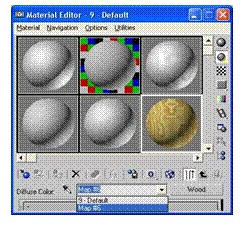 Material Editor - 9 - Default
Material Navigation Options Utilities
Diffuse Color: Map #6 Wood
9 - Default
Map #6